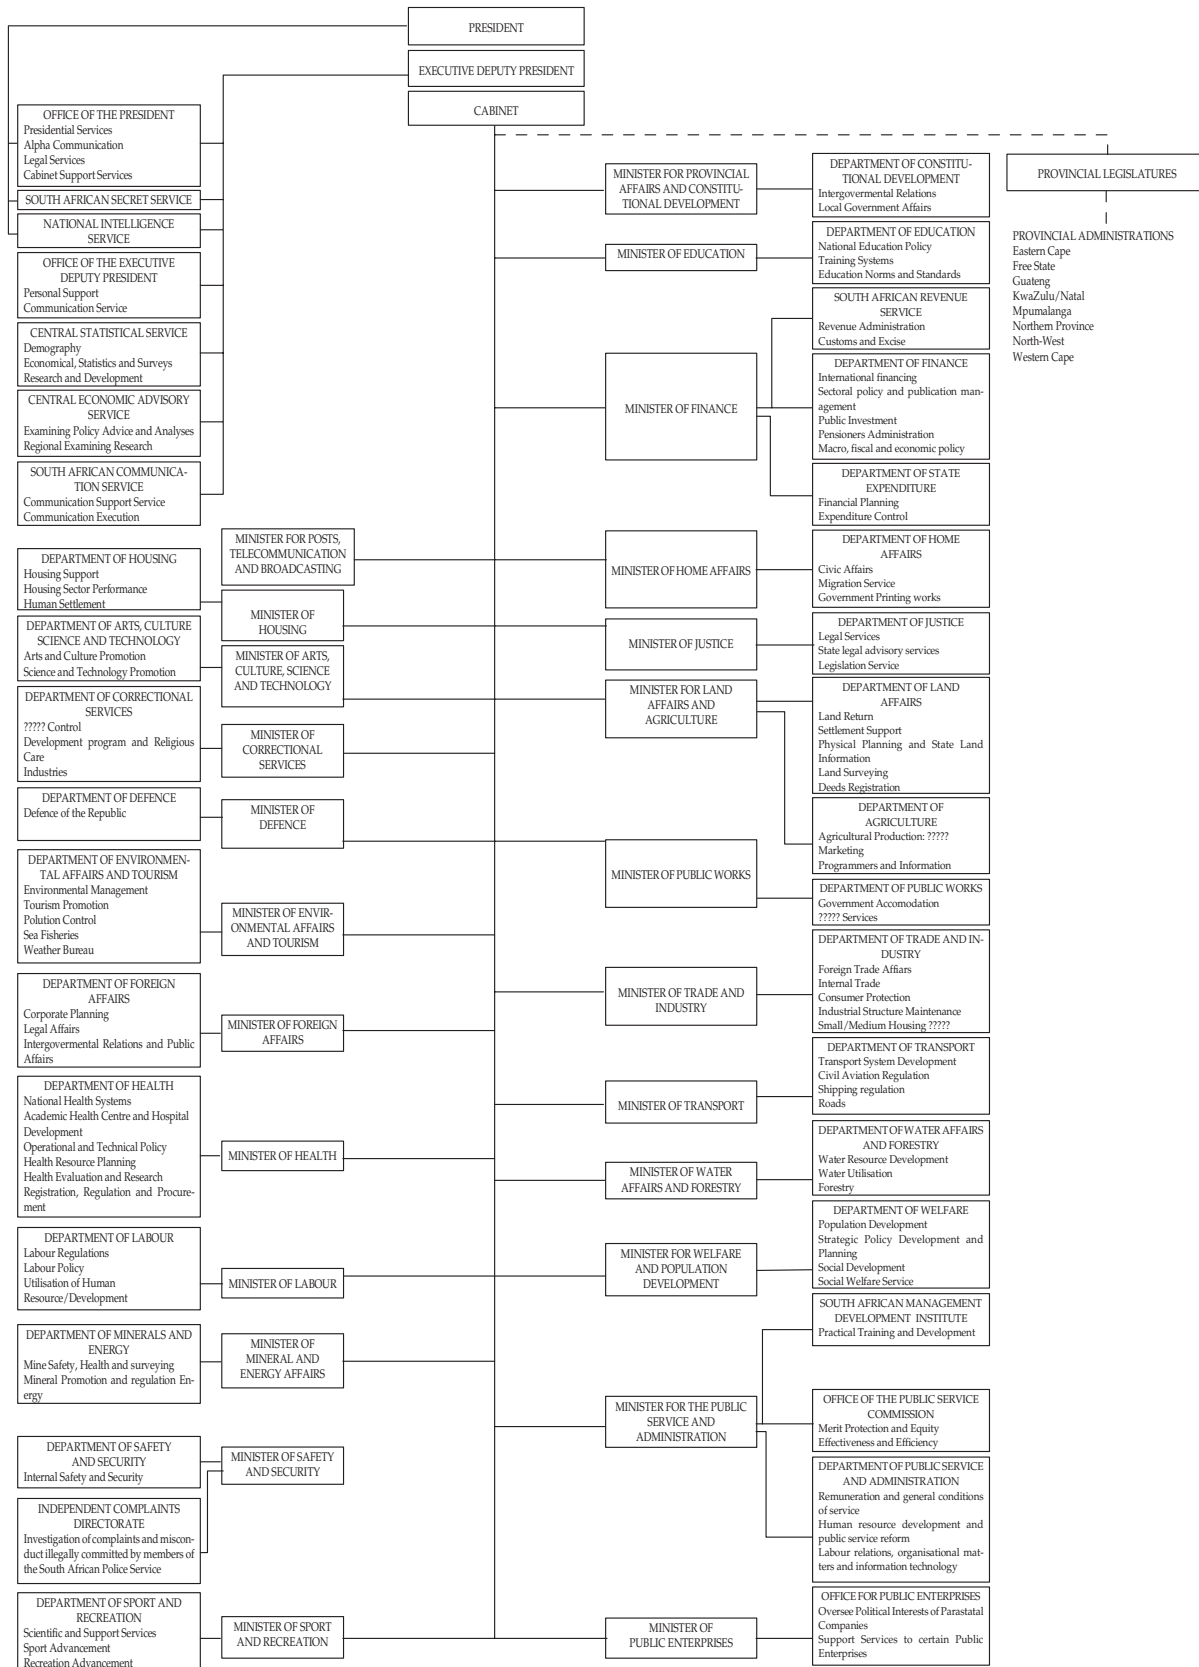 PRESIDENT
EXECUTIVE DEPUTY PRESIDENT
CABINET
OFFICE OF THE PRESIDENT
Presidential Services
Alpha Communication
Legal Services
Cabinet Support Services
SOUTH AFRICAN SECRET SERVICE
NATIONAL INTELLIGENCE
SERVICE
OFFICE OF THE EXECUTIVE
DEPUTY PRESIDENT
Personal Support
Communication Service
CENTRAL STATISTICAL SERVICE
Demography
Economical, Statistics and Surveys
Research and Development
CENTRAL ECONOMIC ADVISORY
SERVICE
Examining Policy Advice and Analyses
Regional Examining Research
SOUTH AFRICAN COMMUNICA-
TION SERVICE
Communication Support Service
Communication Execution
DEPARTMENT OF HOUSING
Housing Support
Housing Sector Performance
Human Settlement
DEPARTMENT OF ARTS, CULTURE
SCIENCE AND TECHNOLOGY
Arts and Culture Promotion
Science and Technology Promotion
DEPARTMENT OF CORRECTIONAL
SERVICES
????? Control
Development program and Religious
Care
Industries
DEPARTMENT OF DEFENCE
Defence of the Republic
DEPARTMENT OF ENVIRONMEN-
TAL AFFAIRS AND TOURISM
Environmental Management
Tourism Promotion
Polution Control
Sea Fisheries
Weather Bureau
DEPARTMENT OF FOREIGN
AFFAIRS
Corporate Planning
Legal Affairs
Intergovermental Relations and Public
Affairs
DEPARTMENT OF HEALTH
National Health Systems
Academic Health Centre and Hospital
Development
Operational and Technical Policy
Health Resource Planning
Health Evaluation and Research
Registration, Regulation and Procure-
ment
DEPARTMENT OF LABOUR
Labour Regulations
Labour Policy
Utilisation of Human
Resource/Development
DEPARTMENT OF MINERALS AND
ENERGY
Mine Safety, Health and surveying
Mineral Promotion and regulation En-
ergy
DEPARTMENT OF SAFETY
AND SECURITY
Internal Safety and Security
INDEPENDENT COMPLAINTS
DIRECTORATE
Investigation of complaints and miscon-
duct illegally committed by members of
the South African Police Service
DEPARTMENT OF SPORT AND
RECREATION
Scientific and Support Services
Sport Advancement
Recreation Advancement
MINISTER FOR POSTS,
TELECOMMUNICATION
AND BROADCASTING
MINISTER OF
HOUSING
MINISTER OF ARTS,
CULTURE, SCIENCE
AND TECHNOLOGY
MINISTER OF
CORRECTIONAL
SERVICES
MINISTER OF
DEFENCE
MINISTER OF ENVIR-
ONMENTAL AFFAIRS
AND TOURISM
MINISTER OF FOREIGN
AFFAIRS
MINISTER OF HEALTH
MINISTER OF LABOUR
MINISTER OF
MINERAL AND
ENERGY AFFAIRS
MINISTER OF SAFETY
AND SECURITY
MINISTER OF SPORT
AND RECREATION
MINISTER FOR PROVINCIAL
AFFAIRS AND CONSTITU-
TIONAL DEVELOPMENT
MINISTER OF EDUCATION
MINISTER OF FINANCE
MINISTER OF HOME AFFAIRS
MINISTER OF JUSTICE
MINISTER FOR LAND
AFFAIRS AND
AGRICULTURE
MINISTER OF PUBLIC WORKS
MINISTER OF TRADE AND
INDUSTRY
MINISTER OF TRANSPORT
MINISTER OF WATER
AFFAIRS AND FORESTRY
MINISTER FOR WELFARE
AND POPULATION
DEVELOPMENT
MINISTER FOR THE PUBLIC
SERVICE AND
ADMINISTRATION
MINISTER OF
PUBLIC ENTERPRISES
DEPARTMENT OF CONSTITU-
TIONAL DEVELOPMENT
Intergovermental Relations
Local Government Affairs
DEPARTMENT OF EDUCATION
National Education Policy
Training Systems
Education Norms and Standards
SOUTH AFRICAN REVENUE
SERVICE
Revenue Administration
Customs and Excise
DEPARTMENT OF FINANCE
International financing
Sectoral policy and publication man-
agement
Public Investment
Pensioners Administration
Macro, fiscal and economic policy
DEPARTMENT OF STATE
EXPENDITURE
Financial Planning
Expenditure Control
DEPARTMENT OF HOME
AFFAIRS
Civic Affairs
Migration Service
Government Printing works
DEPARTMENT OF JUSTICE
Legal Services
State legal advisory services
Legislation Service
DEPARTMENT OF LAND
AFFAIRS
Land Return
Settlement Support
Physical Planning and State Land
Information
Land Surveying
Deeds Registration
DEPARTMENT OF
AGRICULTURE
Agricultural Production: ?????
Marketing
Programmers and Information
DEPARTMENT OF PUBLIC WORKS
Government Accomodation
????? Services
DEPARTMENT OF TRADE AND IN-
DUSTRY
Foreign Trade Affiars
Internal Trade
Consumer Protection
Industrial Structure Maintenance
Small/Medium Housing ?????
DEPARTMENT OF TRANSPORT
Transport System Development
Civil Aviation Regulation
Shipping regulation
Roads
DEPARTMENT OF WATER AFFAIRS
AND FORESTRY
Water Resource Development
Water Utilisation
Forestry
DEPARTMENT OF WELFARE
Population Development
Strategic Policy Development and
Planning
Social Development
Social Welfare Service
SOUTH AFRICAN MANAGEMENT
DEVELOPMENT INSTITUTE
Practical Training and Development
OFFICE OF THE PUBLIC SERVICE
COMMISSION
Merit Protection and Equity
Effectiveness and Efficiency
DEPARTMENT OF PUBLIC SERVICE
AND ADMINISTRATION
Remuneration and general conditions
of service
Human resource development and
public service reform
Labour relations, organisational mat-
ters and information technology
OFFICE FOR PUBLIC ENTERPRISES
Oversee Political Interests of Parastatal
Companies
Support Services to certain Public
Enterprises
PROVINCIAL LEGISLATURES
PROVINCIAL ADMINISTRATIONS
Eastern Cape
Free State
Guateng
KwaZulu/Natal
Mpumalanga
Northern Province
North-West
Western Cape